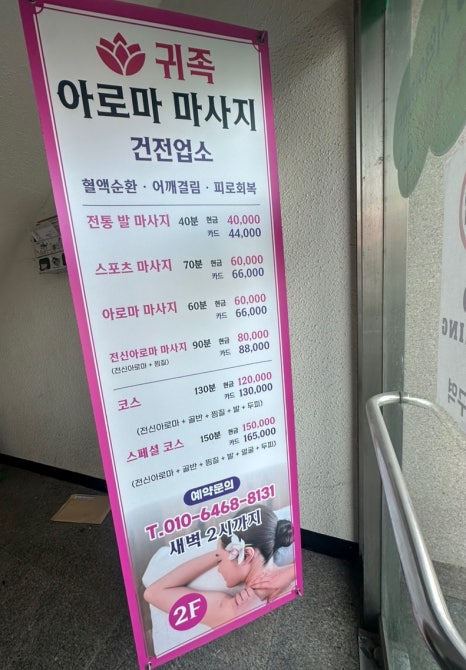 귀족
아로마 마사지
건전업소
혈액순환 · 어깨결림 · 피로회복
전통 발 마사지 40분 현금 40,000
카드 44,000
스포츠 마사지 70분 현금 60,000
카드 66,000
아로마 마사지 60분 현금 60,000
카드 66,000
전신아로마 마사지 90분 현금 80,000
(전신아로마 + 찜질) 카드 88,000
코스 130분 현금 120,000
카드 130,000
(전신아로마 + 골반 + 찜질 + 발 + 두피)
스페셜 코스 150분 현금 150,000
카드 165,000
(전신아로마 + 골반 + 찜질 + 발 + 얼굴 + 두피)
예약문의
T.010-6468-8131
새벽 2시까지
2F